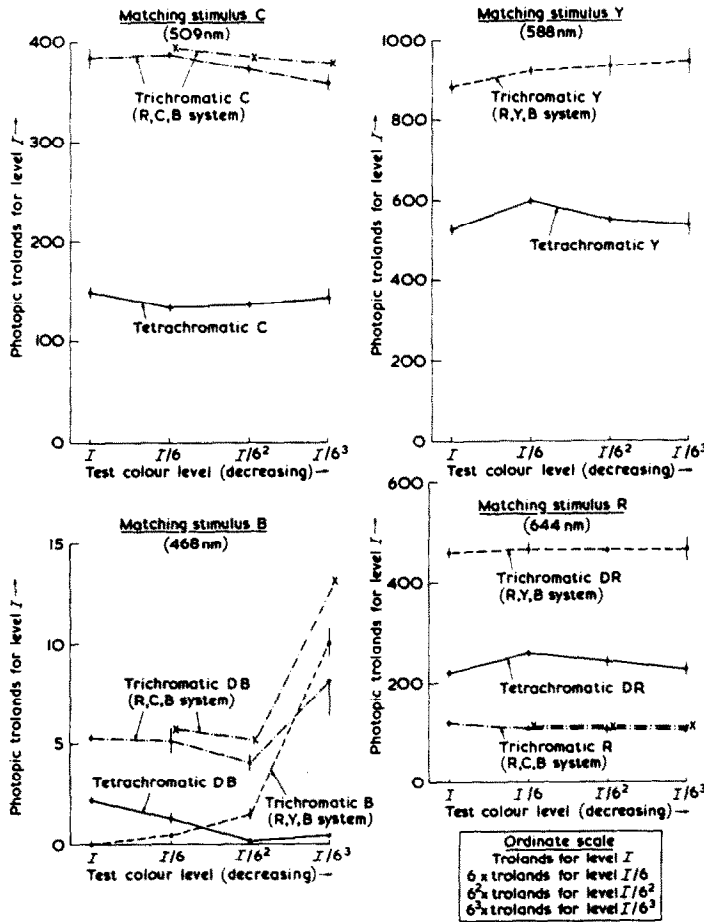 Matching stimulus C
(509nm)
400
300
200
100
0
Photopic trolands for level I→
Trichromatic C
(R,C,B system)
Tetrachromatic C
I I/6 I/6² I/6³
Test colour level (decreasing)→
Matching stimulus Y
(588nm)
1000
800
600
400
200
0
Photopic trolands for level I→
Trichromatic Y
(R,Y,B system)
Tetrachromatic Y
I I/6 I/6² I/6³
Test colour level (decreasing)→
Matching stimulus B
(468nm)
15
10
5
0
Photopic trolands for level I→
Trichromatic DB
(R,C,B system)
Tetrachromatic DB
Trichromatic B
(R,Y,B system)
I I/6 I/6² I/6³
Test colour level (decreasing)→
Matching stimulus R
(644nm)
600
400
200
0
Photopic trolands for level I→
Trichromatic DR
(R,Y,B system)
Tetrachromatic DR
Trichromatic R
(R,C,B system)
I I/6 I/6² I/6³
Test colour level (decreasing)→
Ordinate scale
Trolands for level I
6 x trolands for level I/6
6²x trolands for level I/6²
6³x trolands for level I/6³